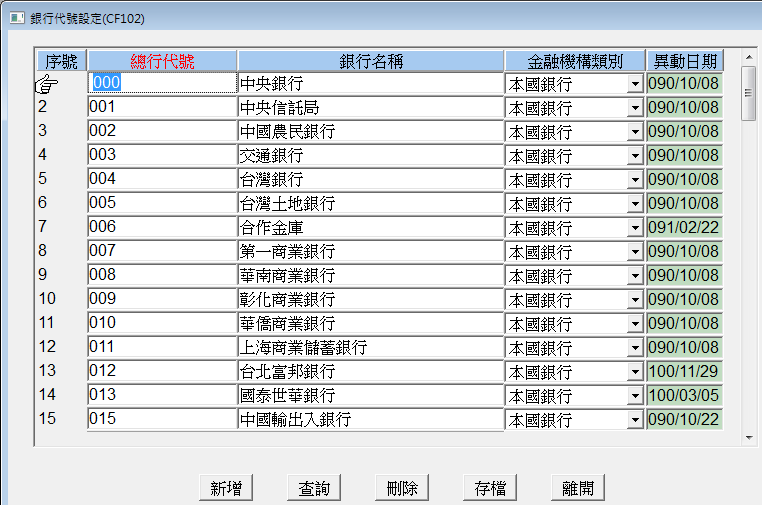 銀行代號設定(CF102)
序號 總行代號 銀行名稱 金融機構類別 異動日期
000 中央銀行 本國銀行 090/10/08
2 001 中央信託局 本國銀行 090/10/08
3 002 中國農民銀行 本國銀行 090/10/08
4 003 交通銀行 本國銀行 090/10/08
5 004 台灣銀行 本國銀行 090/10/08
6 005 台灣土地銀行 本國銀行 090/10/08
7 006 合作金庫 本國銀行 091/02/22
8 007 第一商業銀行 本國銀行 090/10/08
9 008 華南商業銀行 本國銀行 090/10/08
10 009 彰化商業銀行 本國銀行 090/10/08
11 010 華僑商業銀行 本國銀行 090/10/08
12 011 上海商業儲蓄銀行 本國銀行 090/10/08
13 012 台北富邦銀行 本國銀行 100/11/29
14 013 國泰世華銀行 本國銀行 100/03/05
15 015 中國輸出入銀行 本國銀行 090/10/22
新增 查詢 刪除 存檔 離開